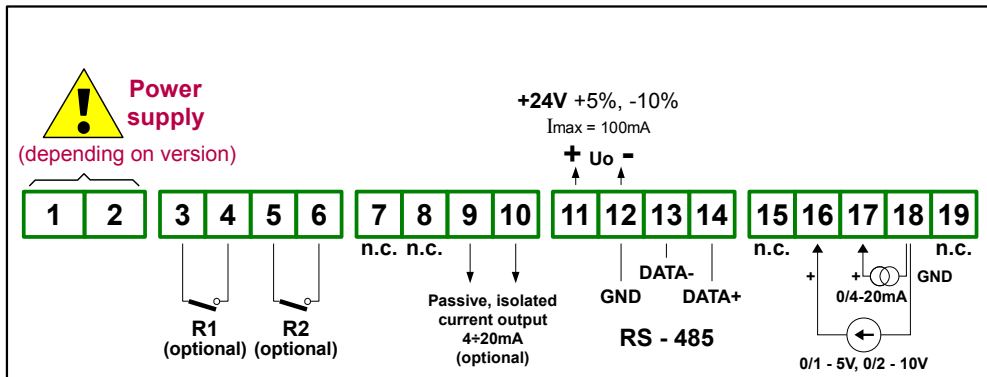 !
Power
supply
(depending on version)
+24V +5%, -10%
Imax = 100mA
+ Uo -
1 2 3 4 5 6 7 8 9 10 11 12 13 14 15 16 17 18 19
n.c. n.c. n.c. n.c.
R1
(optional)
R2
(optional)
Passive, isolated
current output
4÷20mA
(optional)
DATA-
GND DATA+
RS - 485
+ + GND
0/4-20mA
0/1 - 5V, 0/2 - 10V